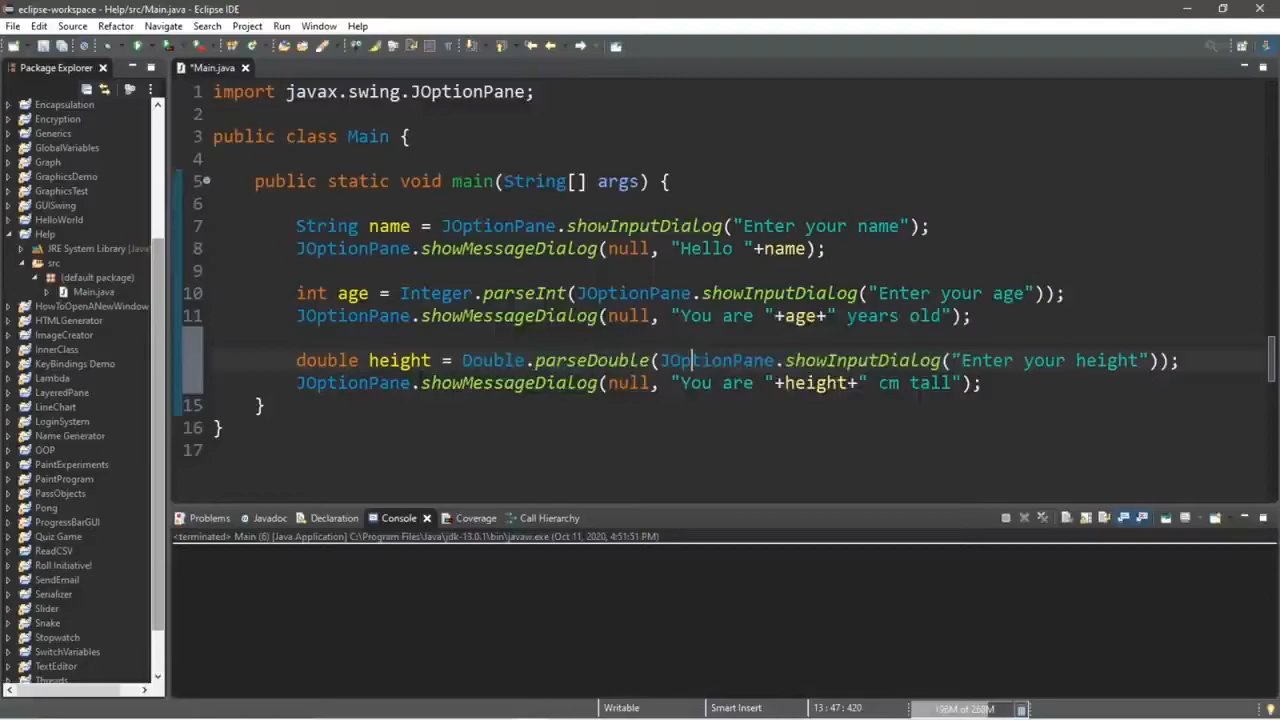 eclipse-workspace - Help/src/Main.java - Eclipse IDE
File Edit Source Refactor Navigate Search Project Run Window Help
Package Explorer
*Main.java
Encapsulation
Encryption
Generics
GlobalVariables
Graph
GraphicsDemo
GraphicsTest
GUISwing
HelloWorld
Help
JRE System Library [Java
src
(default package)
Main.java
HowToOpenANewWindow
HTMLGenerator
ImageCreator
InnerClass
KeyBindings Demo
Lambda
LayeredPane
LineChart
LoginSystem
Name Generator
OOP
PaintExperiments
PaintProgram
PassObjects
Pong
ProgressBarGUI
Quiz Game
ReadCSV
Roll Initiative!
SendEmail
Serializer
Slider
Snake
Stopwatch
SwitchVariables
TextEditor
Threads
1 import javax.swing.JOptionPane;
2
3 public class Main {
4
5 public static void main(String[] args) {
6
7 String name = JOptionPane.showInputDialog("Enter your name");
8 JOptionPane.showMessageDialog(null, "Hello "+name);
9
10 int age = Integer.parseInt(JOptionPane.showInputDialog("Enter your age"));
11 JOptionPane.showMessageDialog(null, "You are "+age+" years old");
double height = Double.parseDouble(JOptionPane.showInputDialog("Enter your height"));
JOptionPane.showMessageDialog(null, "You are "+height+" cm tall");
15 }
16 }
17
Problems Javadoc Declaration Console Coverage Call Hierarchy
<terminated> Main (6) [Java Application] C:\Program Files\Java\jdk-13.0.1\bin\javaw.exe (Oct 11, 2020, 4:51:51 PM)
Writable Smart Insert 13 : 47 : 420